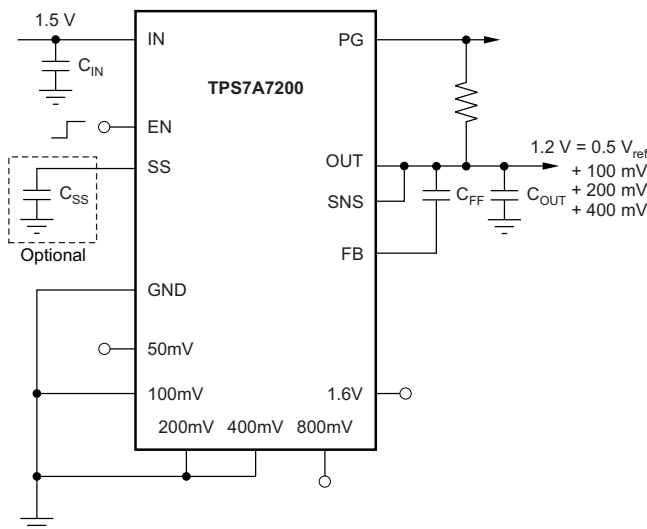 1.5 V
IN
PG
C_IN
TPS7A7200
EN
SS
OUT
1.2 V = 0.5 V_ref
+ 100 mV
+ 200 mV
+ 400 mV
C_SS
SNS
C_FF
C_OUT
Optional
FB
GND
50mV
100mV
1.6V
200mV 400mV 800mV